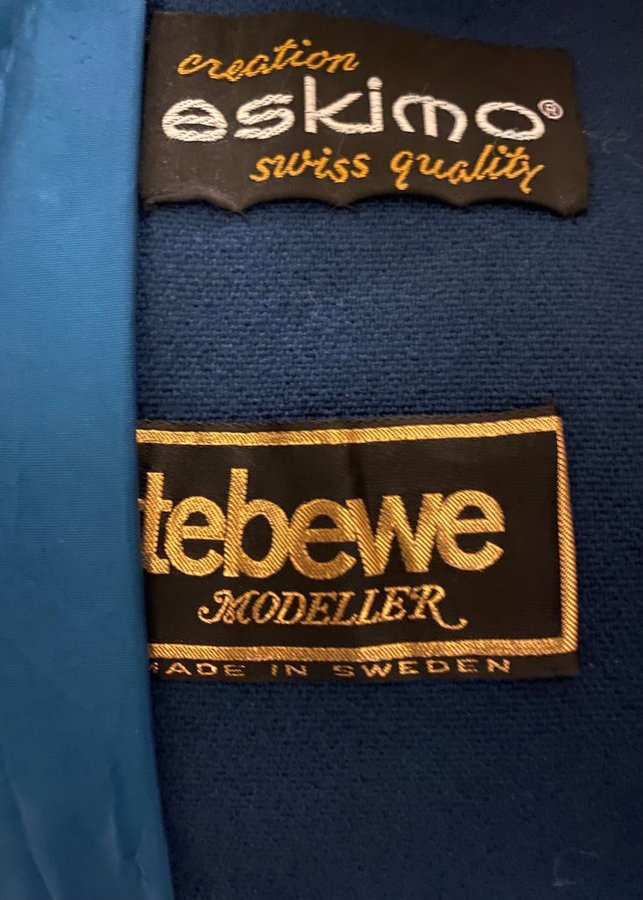 creation
eskimo®
swiss quality
tebewe
MODELLER
MADE IN SWEDEN